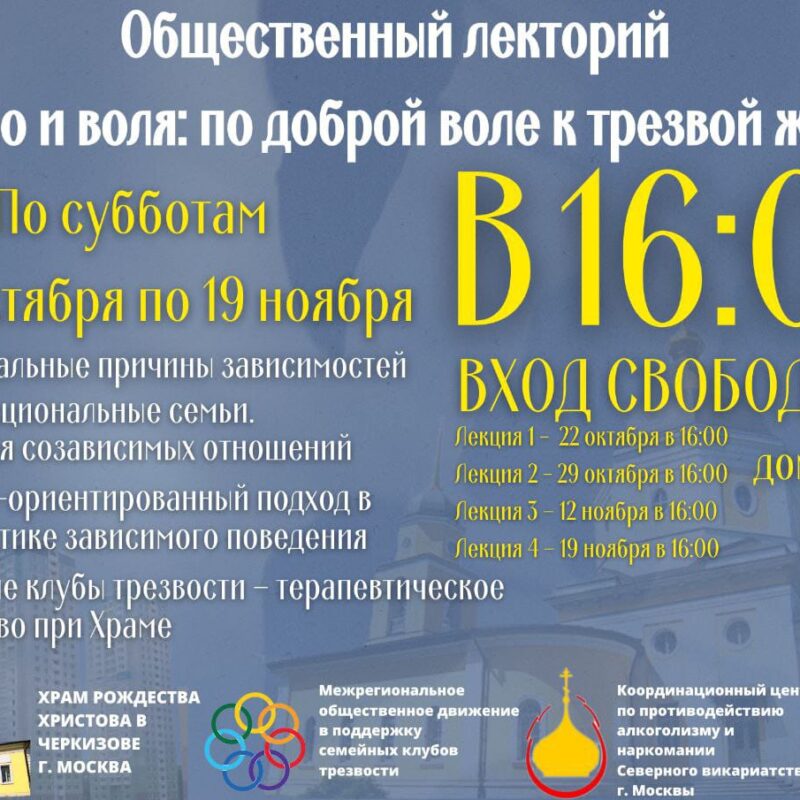 Общественный лекторий
о и воля: по доброй воле к трезвой ж
По субботам
тября по 19 ноября
альные причины зависимостей
циональные семьи.
я созависимых отношений
-ориентированный подход в
тике зависимого поведения
е клубы трезвости – терапевтическое
во при Храме
В 16:0
ВХОД СВОБОД
Лекция 1 – 22 октября в 16:00
Лекция 2 – 29 октября в 16:00
Лекция 3 – 12 ноября в 16:00
Лекция 4 – 19 ноября в 16:00
ДОМ
ХРАМ РОЖДЕСТВА
ХРИСТОВА В
ЧЕРКИЗОВЕ
Г. МОСКВА
Межрегиональное
общественное движение
в поддержку
семейных клубов
трезвости
Координационный цен
по противодействию
алкоголизму и
наркомании
Северного викариатств
г. Москвы